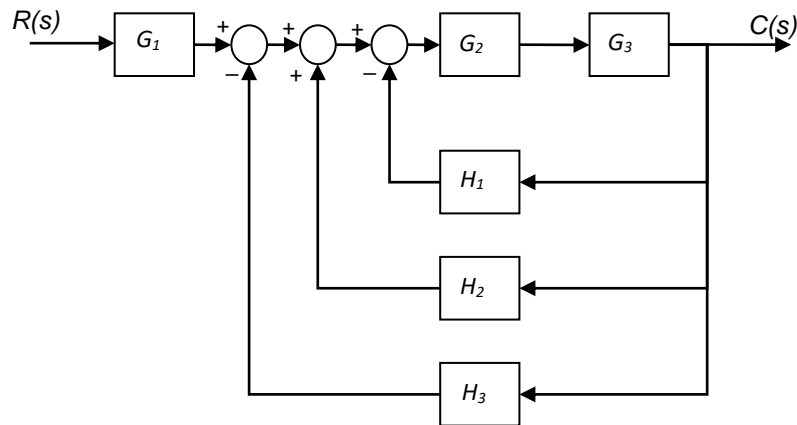 R(s) G₁ + − + + + − G₂ G₃ C(s)
H₁
H₂
H₃